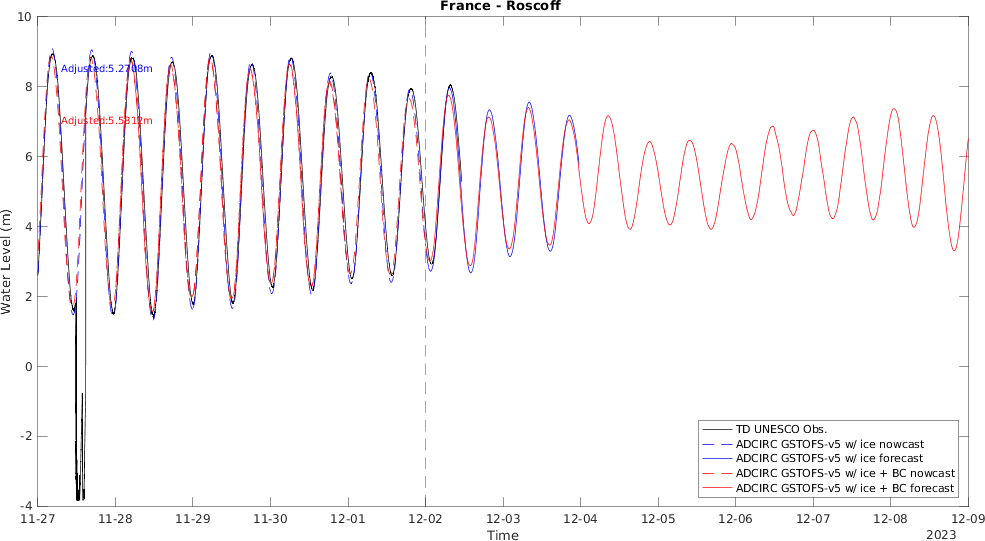 France - Roscoff
10
8
6
4
2
0
-2
-4
Water Level (m)
Adjusted:5.2708m
Adjusted:5.5312m
TD UNESCO Obs.
ADCIRC GSTOFS-v5 w/ ice nowcast
ADCIRC GSTOFS-v5 w/ ice forecast
ADCIRC GSTOFS-v5 w/ ice + BC nowcast
ADCIRC GSTOFS-v5 w/ ice + BC forecast
11-27 11-28 11-29 11-30 12-01 12-02 12-03 12-04 12-05 12-06 12-07 12-08 12-09
Time
2023